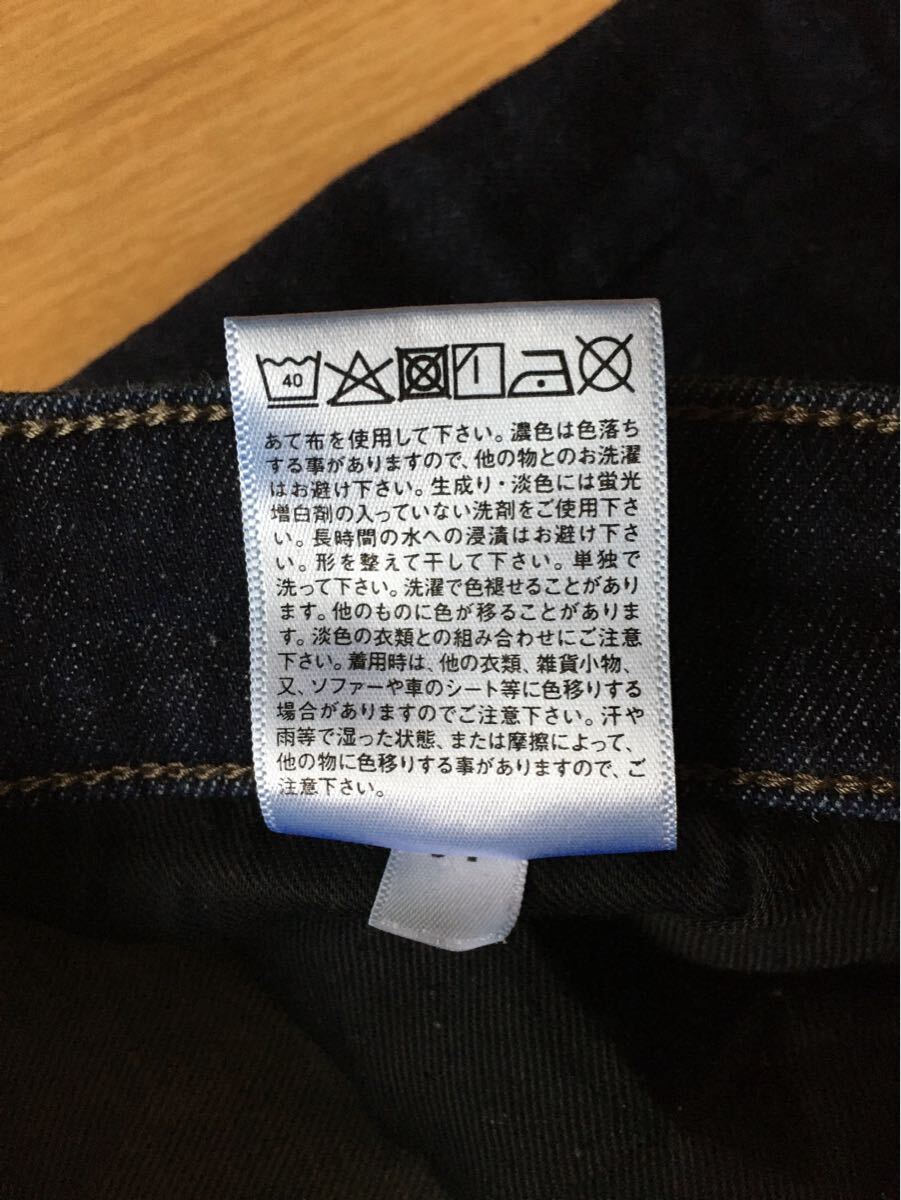 40
あて布を使用して下さい。濃色は色落ち
する事がありますので、他の物とのお洗濯
はお避け下さい。生成り・淡色には蛍光
増白剤の入っていない洗剤をご使用下さ
い。長時間の水への浸漬はお避け下さ
い。形を整えて干して下さい。単独で
洗って下さい。洗濯で色褪せることがあり
ます。他のものに色が移ることがありま
す。淡色の衣類との組み合わせにご注意
下さい。着用時は、他の衣類、雑貨小物、
又、ソファーや車のシート等に色移りする
場合がありますのでご注意下さい。汗や
雨等で湿った状態、または摩擦によって、
他の物に色移りする事がありますので、ご
注意下さい。